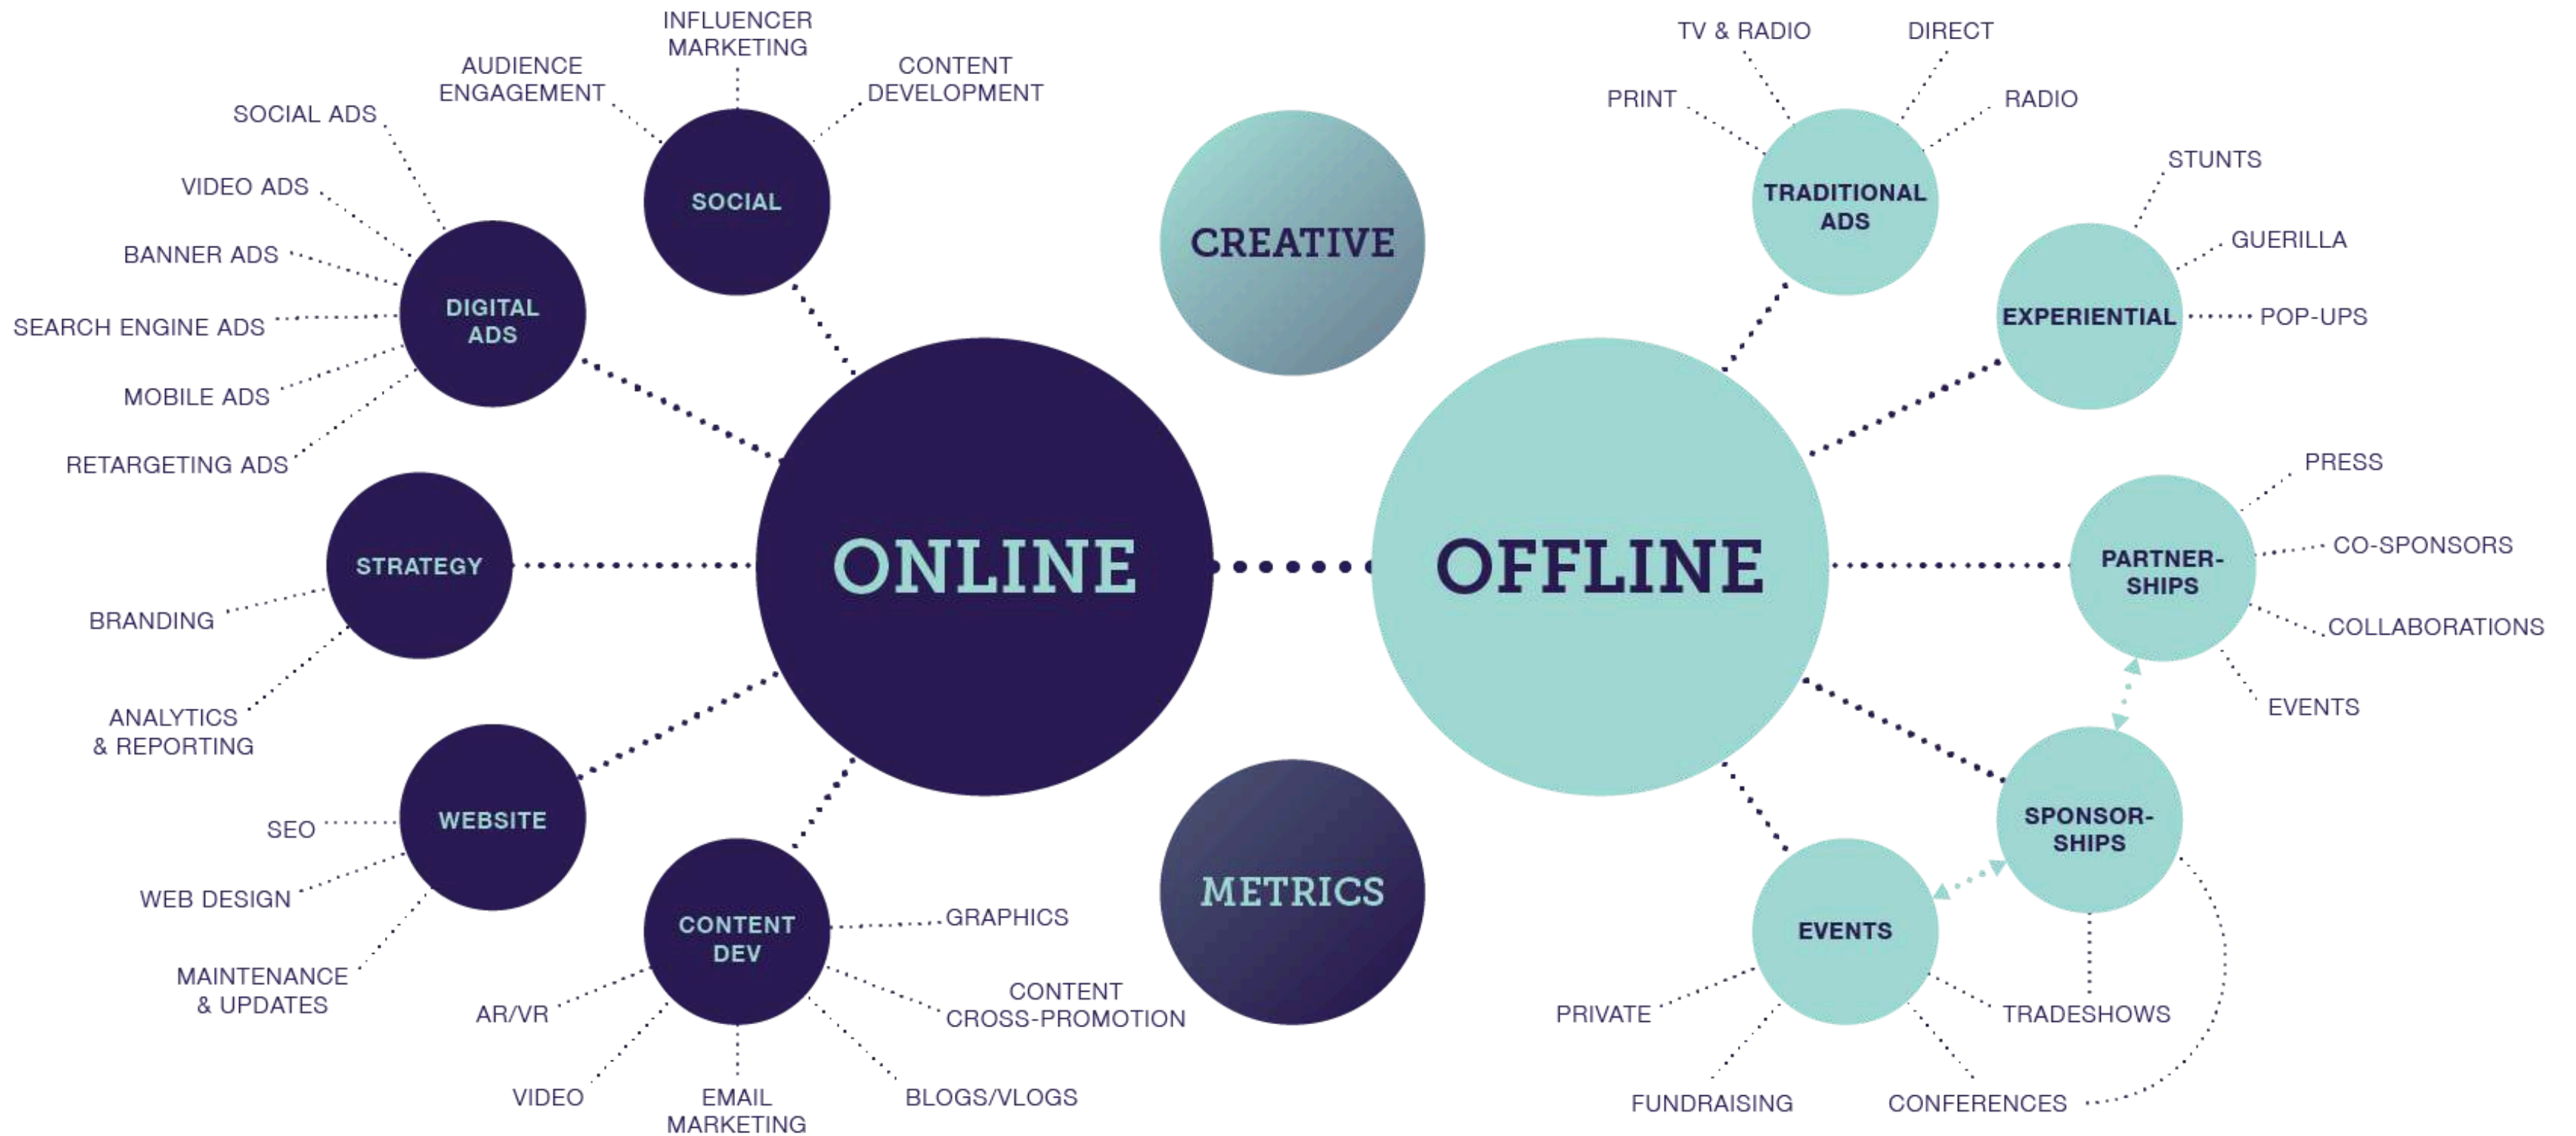 INFLUENCER
MARKETING
AUDIENCE
ENGAGEMENT
CONTENT
DEVELOPMENT
SOCIAL ADS
VIDEO ADS
BANNER ADS
SEARCH ENGINE ADS
MOBILE ADS
RETARGETING ADS
SOCIAL
DIGITAL
ADS
STRATEGY
BRANDING
ANALYTICS
& REPORTING
WEBSITE
SEO
WEB DESIGN
MAINTENANCE
& UPDATES
CONTENT
DEV
GRAPHICS
CONTENT
CROSS-PROMOTION
AR/VR
VIDEO
EMAIL
MARKETING
BLOGS/VLOGS
ONLINE
CREATIVE
METRICS
OFFLINE
TV & RADIO
DIRECT
PRINT
RADIO
TRADITIONAL
ADS
STUNTS
GUERILLA
EXPERIENTIAL
POP-UPS
PRESS
CO-SPONSORS
PARTNER-
SHIPS
COLLABORATIONS
EVENTS
SPONSOR-
SHIPS
EVENTS
PRIVATE
TRADESHOWS
FUNDRAISING
CONFERENCES